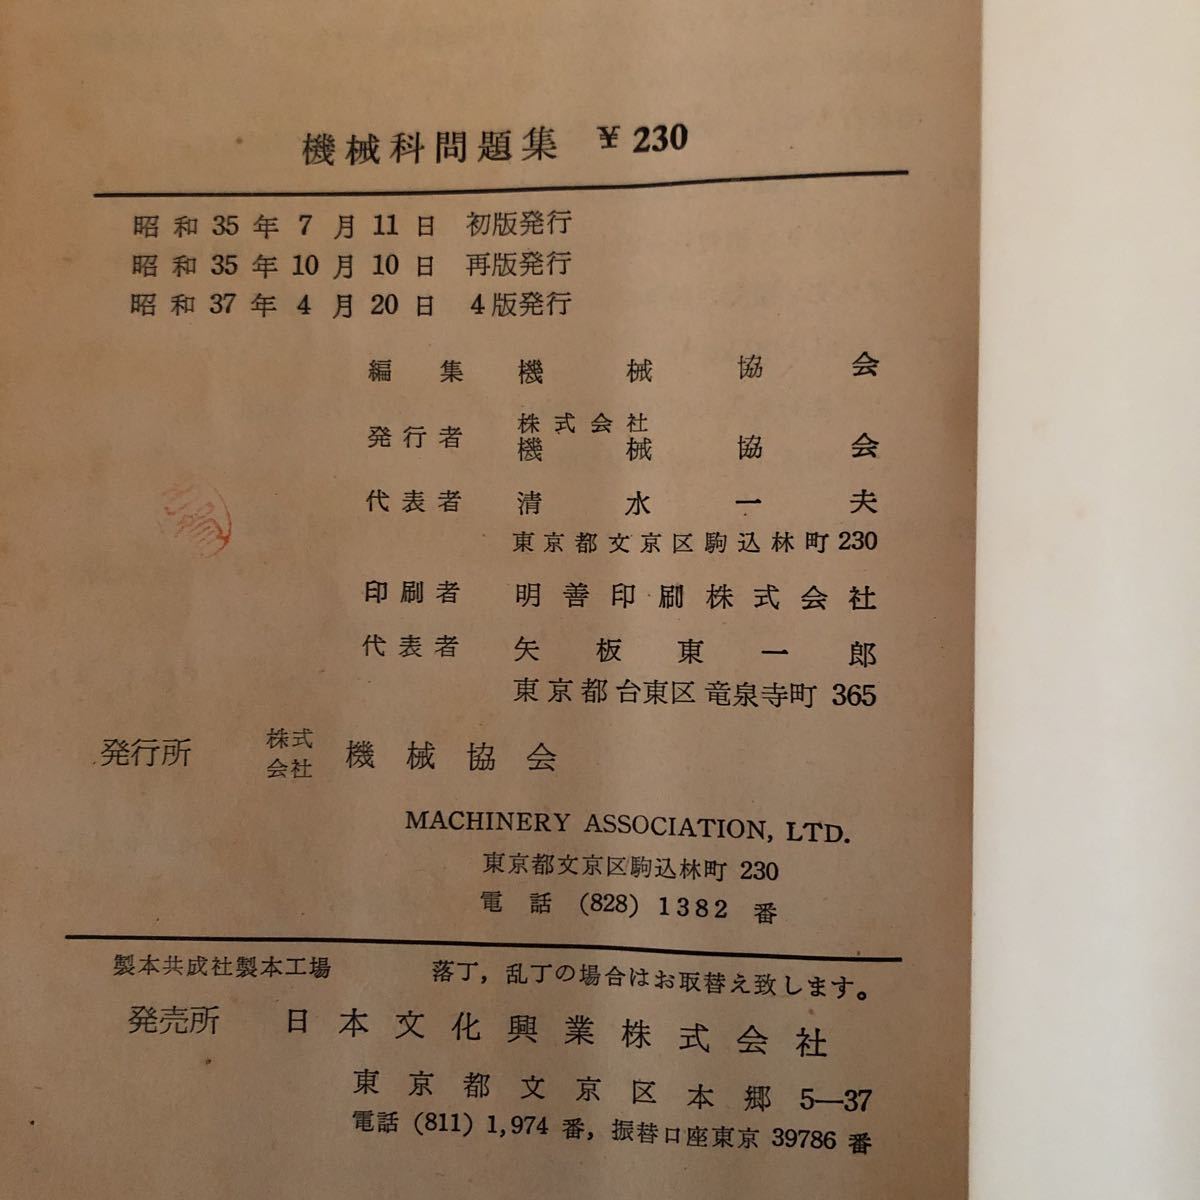 機械科問題集 ¥230
昭和35年7月11日 初版発行
昭和35年10月10日 再版発行
昭和37年4月20日 4版発行
編集 機械協会
発行者 株式会社
機械協会
代表者 清水一夫
東京都文京区駒込林町230
印刷者 明善印刷株式会社
代表者 矢板東一郎
東京都台東区竜泉寺町365
発行所 株式会社 機械協会
MACHINERY ASSOCIATION, LTD.
東京都文京区駒込林町 230
電話 (828) 1382 番
製本共成社製本工場 落丁,乱丁の場合はお取替え致します。
発売所 日本文化興業株式会社
東京都文京区本郷 5—37
電話 (811) 1,974 番,振替口座東京 39786 番